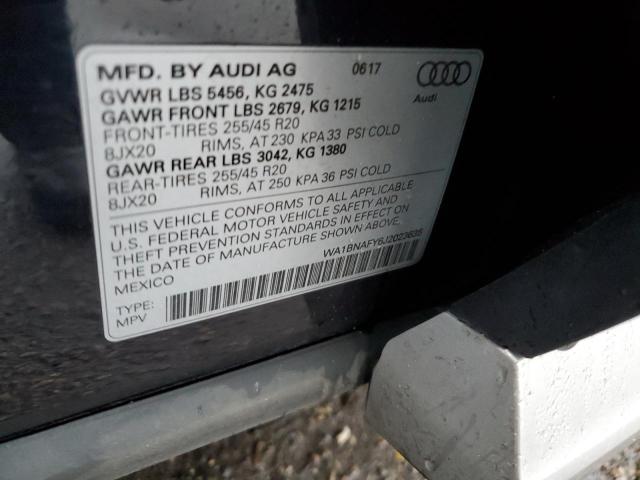 MFD. BY AUDI AG 0617
Audi
GVWR LBS 5456, KG 2475
GAWR FRONT LBS 2679, KG 1215
FRONT-TIRES 255/45 R20
8JX20 RIMS, AT 230 KPA 33 PSI COLD
GAWR REAR LBS 3042, KG 1380
REAR-TIRES 255/45 R20
8JX20 RIMS, AT 250 KPA 36 PSI COLD
THIS VEHICLE CONFORMS TO ALL APPLICABLE
U.S. FEDERAL MOTOR VEHICLE SAFETY AND
THEFT PREVENTION STANDARDS IN EFFECT ON
THE DATE OF MANUFACTURE SHOWN ABOVE.
MEXICO WA1BNAFY6J2023635
TYPE:
MPV